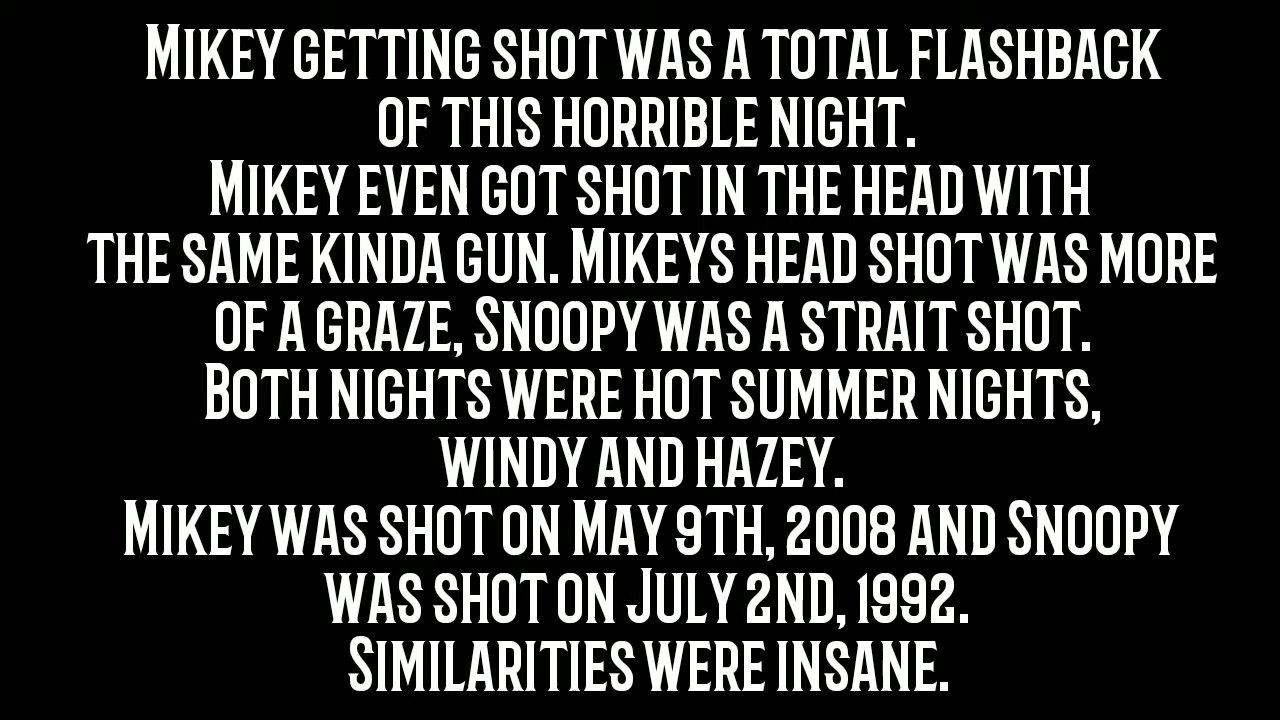 Mikey getting shot was a total flashback
of this horrible night.
Mikey even got shot in the head with
the same kinda gun. Mikeys head shot was more
of a graze, Snoopy was a strait shot.
Both nights were hot summer nights,
windy and hazey.
Mikey was shot on May 9th, 2008 and Snoopy
was shot on July 2nd, 1992.
Similarities were insane.